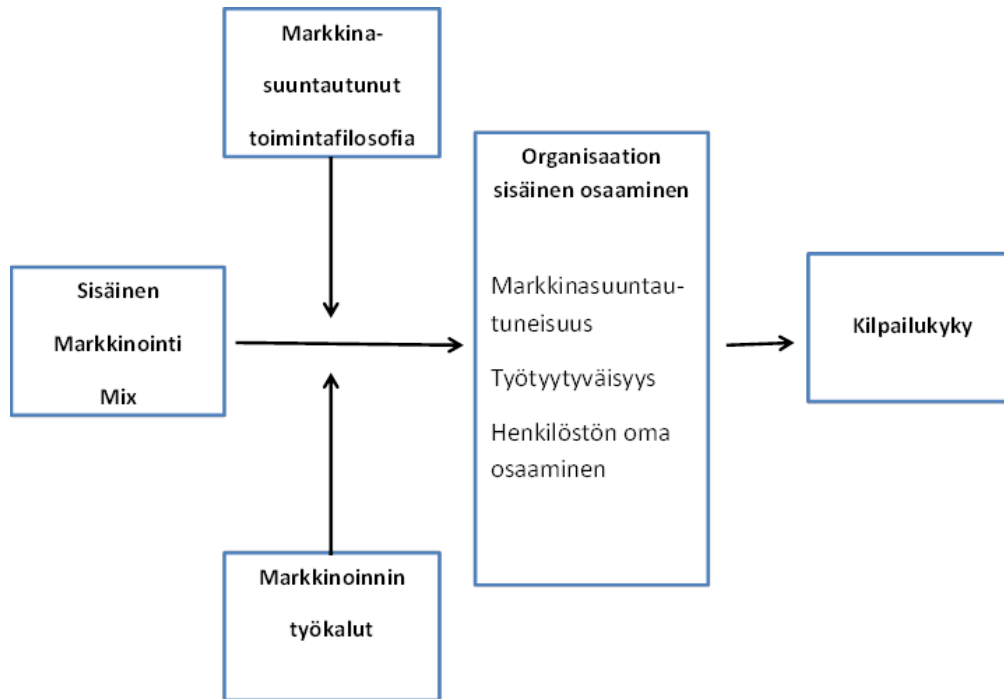 Markkina-
suuntautunut
toimintafilosofia
Organisaation
sisäinen osaaminen
Markkinasuuntau-
tuneisuus
Työtyytyväisyys
Henkilöstön oma
osaaminen
Sisäinen
Markkinointi
Mix
Kilpailukyky
Markkinoinnin
työkalut